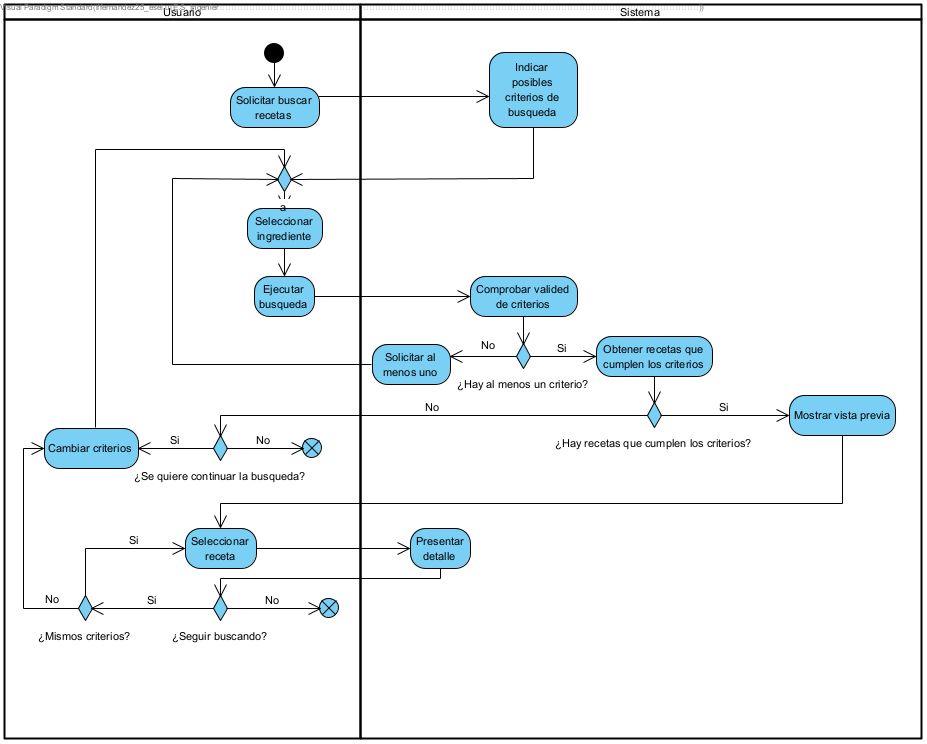 Visual Paradigm Standard
Usuario
Sistema
Solicitar buscar
recetas
Indicar
posibles
criterios de
busqueda
a
Seleccionar
ingrediente
Ejecutar
busqueda
Comprobar valided
de criterios
No
Si
Solicitar al
menos uno
Obtener recetas que
cumplen los criterios
¿Hay al menos un criterio?
No
Si
Mostrar vista previa
¿Hay recetas que cumplen los criterios?
Cambiar criterios
Si
No
¿Se quiere continuar la busqueda?
Si
Seleccionar
receta
Presentar
detalle
No
Si
No
¿Mismos criterios?
¿Seguir buscando?